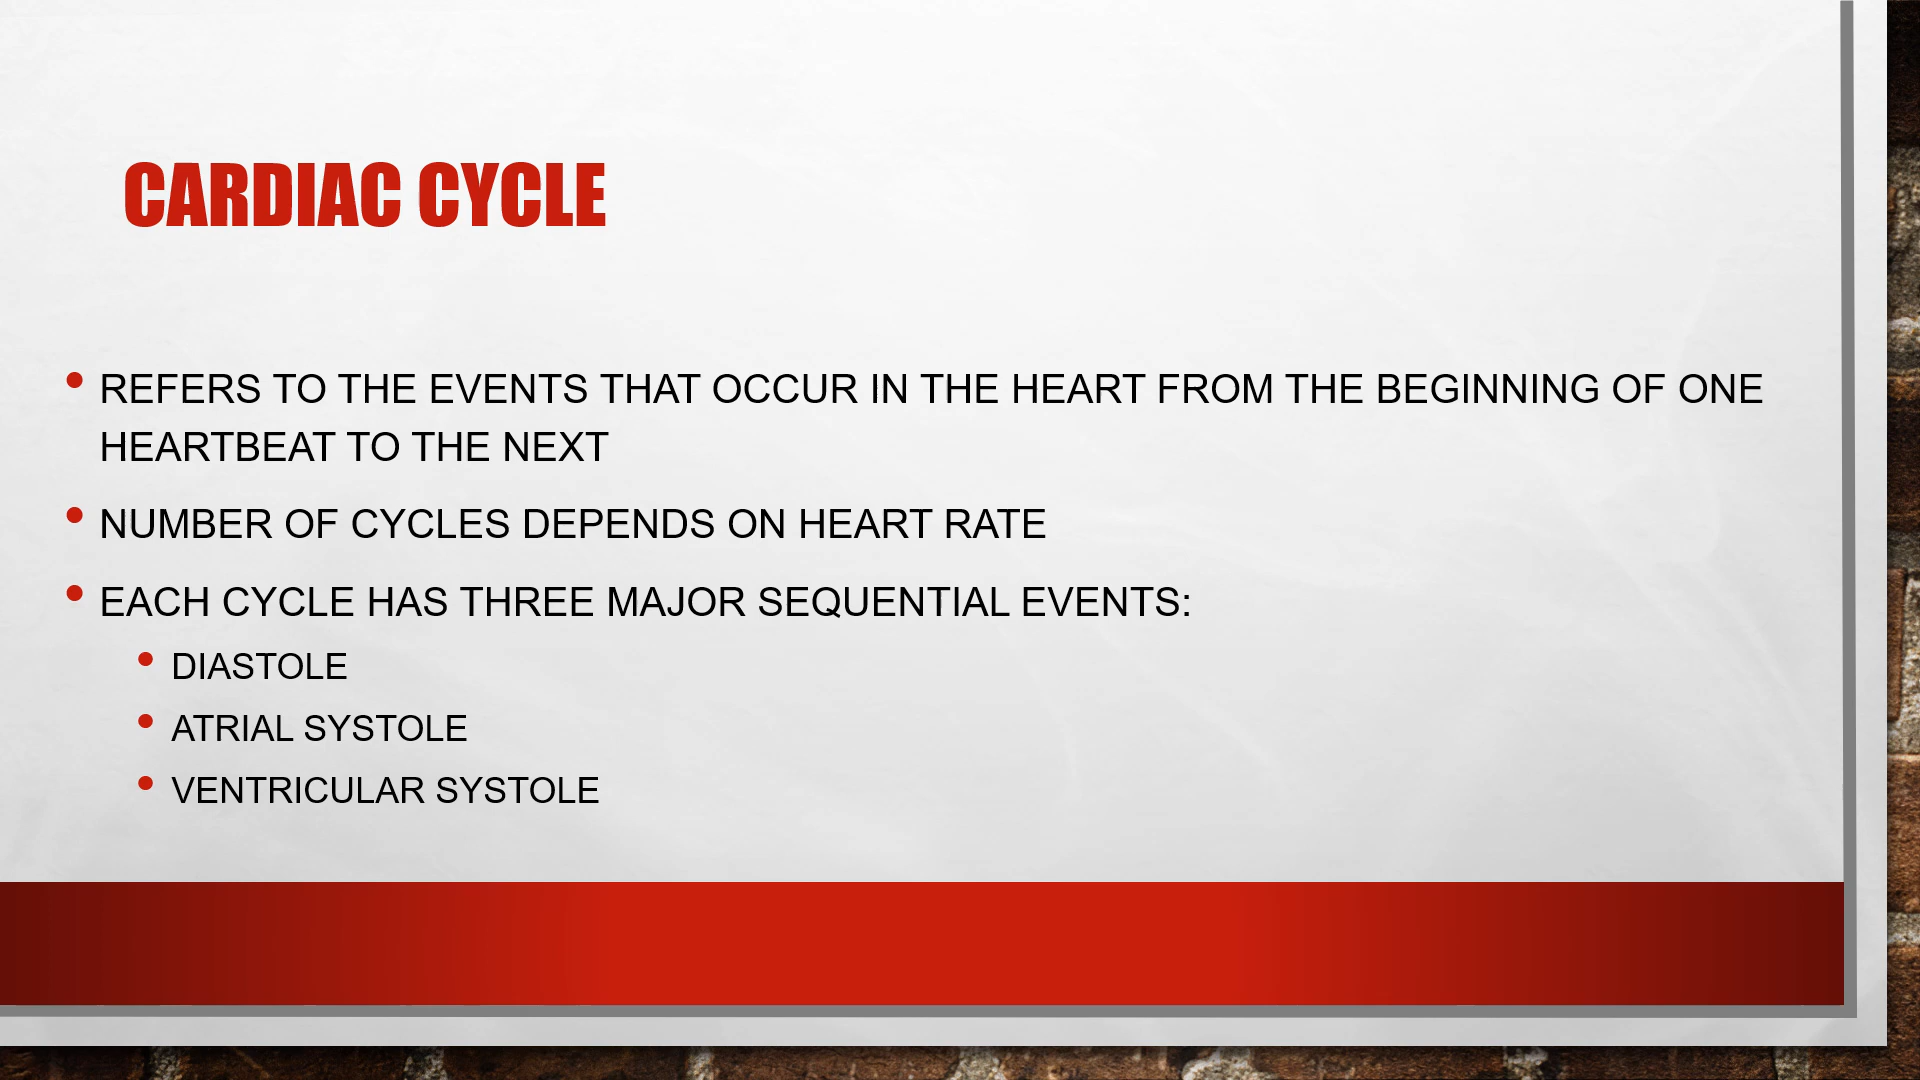 CARDIAC CYCLE
• REFERS TO THE EVENTS THAT OCCUR IN THE HEART FROM THE BEGINNING OF ONE
HEARTBEAT TO THE NEXT
• NUMBER OF CYCLES DEPENDS ON HEART RATE
• EACH CYCLE HAS THREE MAJOR SEQUENTIAL EVENTS:
• DIASTOLE
• ATRIAL SYSTOLE
• VENTRICULAR SYSTOLE